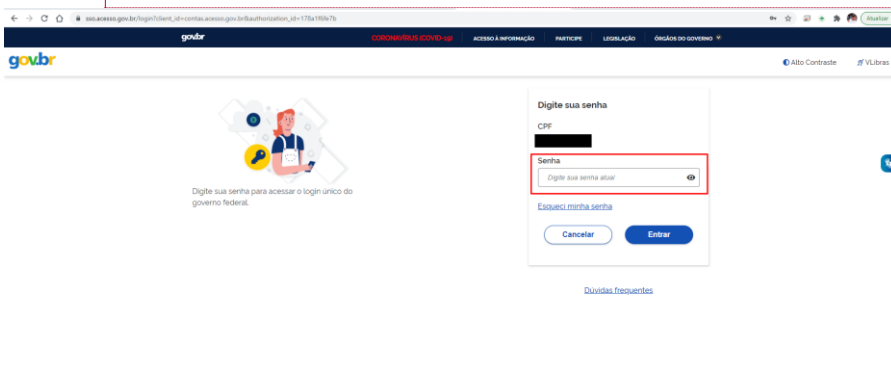 sso.acesso.gov.br/login?client_id=contas.acesso.gov.br&authorization_id=178a1f6fe7b
Atualizar
gov.br
CORONAVÍRUS (COVID-19)
ACESSO À INFORMAÇÃO
PARTICIPE
LEGISLAÇÃO
ÓRGÃOS DO GOVERNO
gov.br
Alto Contraste
VLibras
Digite sua senha para acessar o login único do
governo federal.
Digite sua senha
CPF
Senha
Digite sua senha atual
Esqueci minha senha
Cancelar
Entrar
Dúvidas frequentes